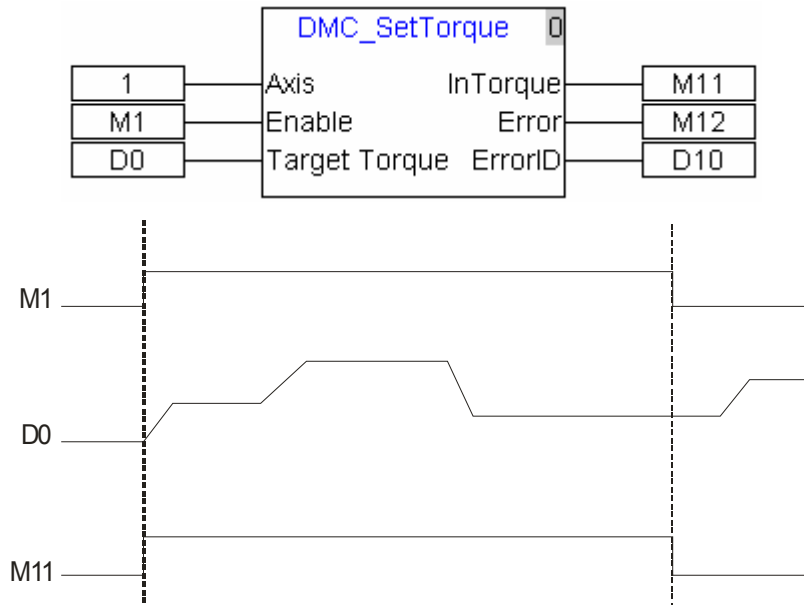 DMC_SetTorque 0
1 Axis InTorque M11
M1 Enable Error M12
D0 Target Torque ErrorID D10
M1
D0
M11